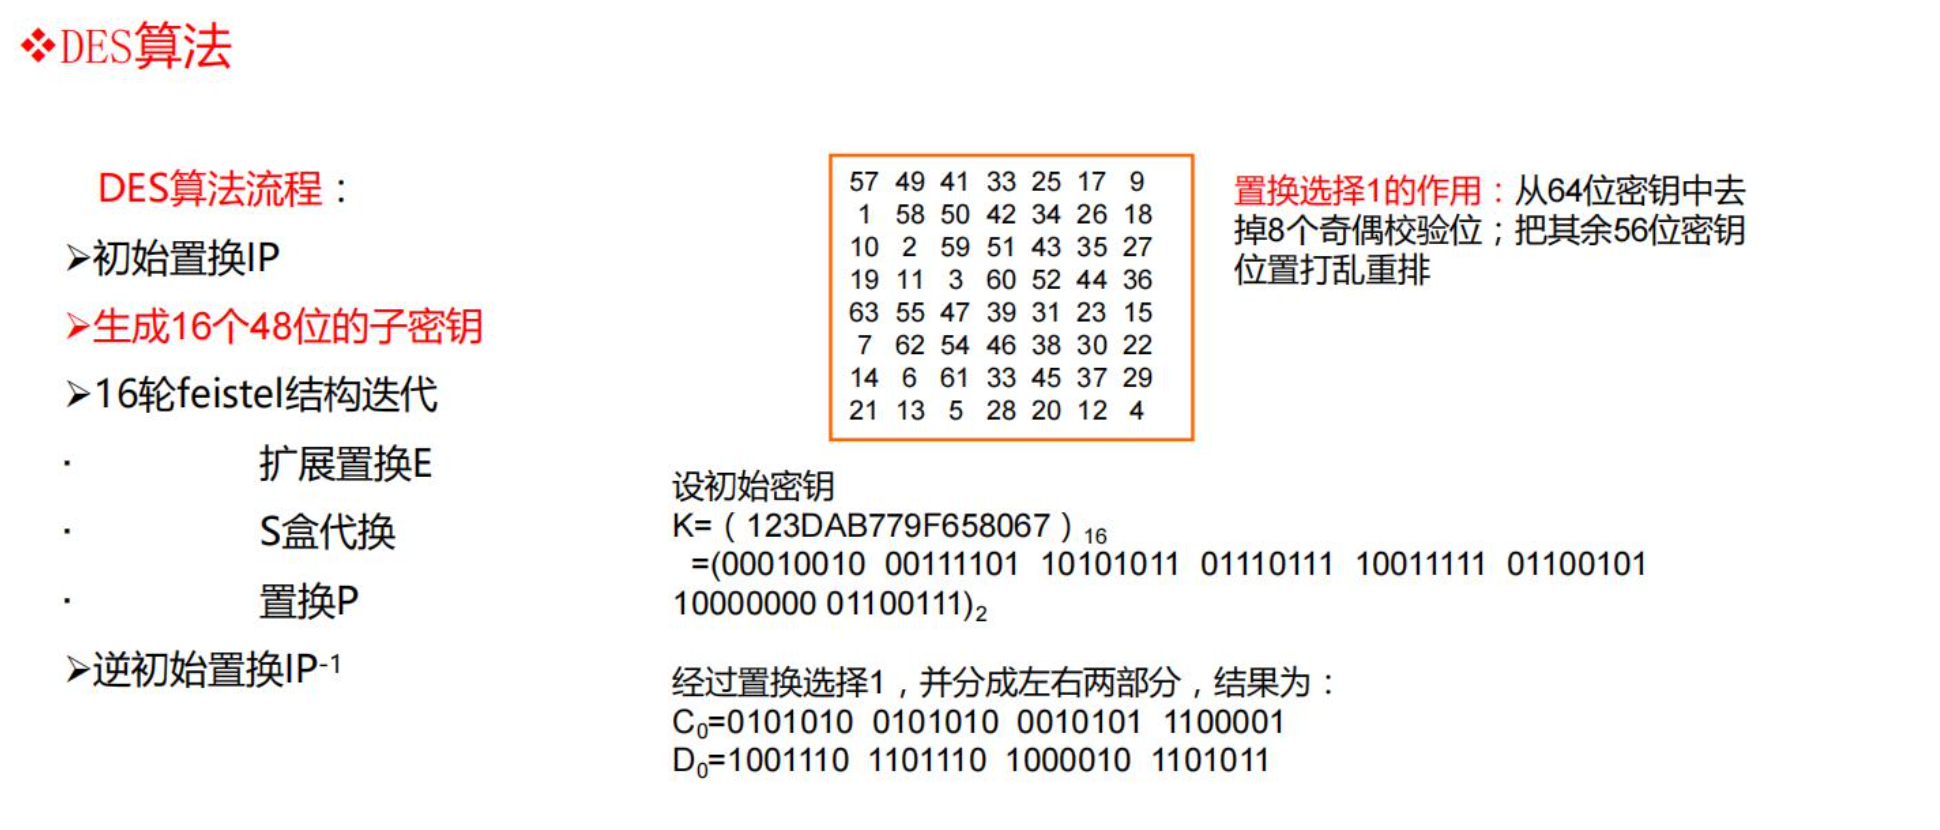 ❖DES算法
DES算法流程：
➢初始置换IP
➢生成16个48位的子密钥
➢16轮feistel结构迭代
· 扩展置换E
· S盒代换
· 置换P
➢逆初始置换IP-1
57 49 41 33 25 17 9
1 58 50 42 34 26 18
10 2 59 51 43 35 27
19 11 3 60 52 44 36
63 55 47 39 31 23 15
7 62 54 46 38 30 22
14 6 61 33 45 37 29
21 13 5 28 20 12 4
置换选择1的作用：从64位密钥中去
掉8个奇偶校验位；把其余56位密钥
位置打乱重排
设初始密钥
K=（123DAB779F658067）16
=(00010010 00111101 10101011 01110111 10011111 01100101
10000000 01100111)2
经过置换选择1，并分成左右两部分，结果为：
C0=0101010 0101010 0010101 1100001
D0=1001110 1101110 1000010 1101011